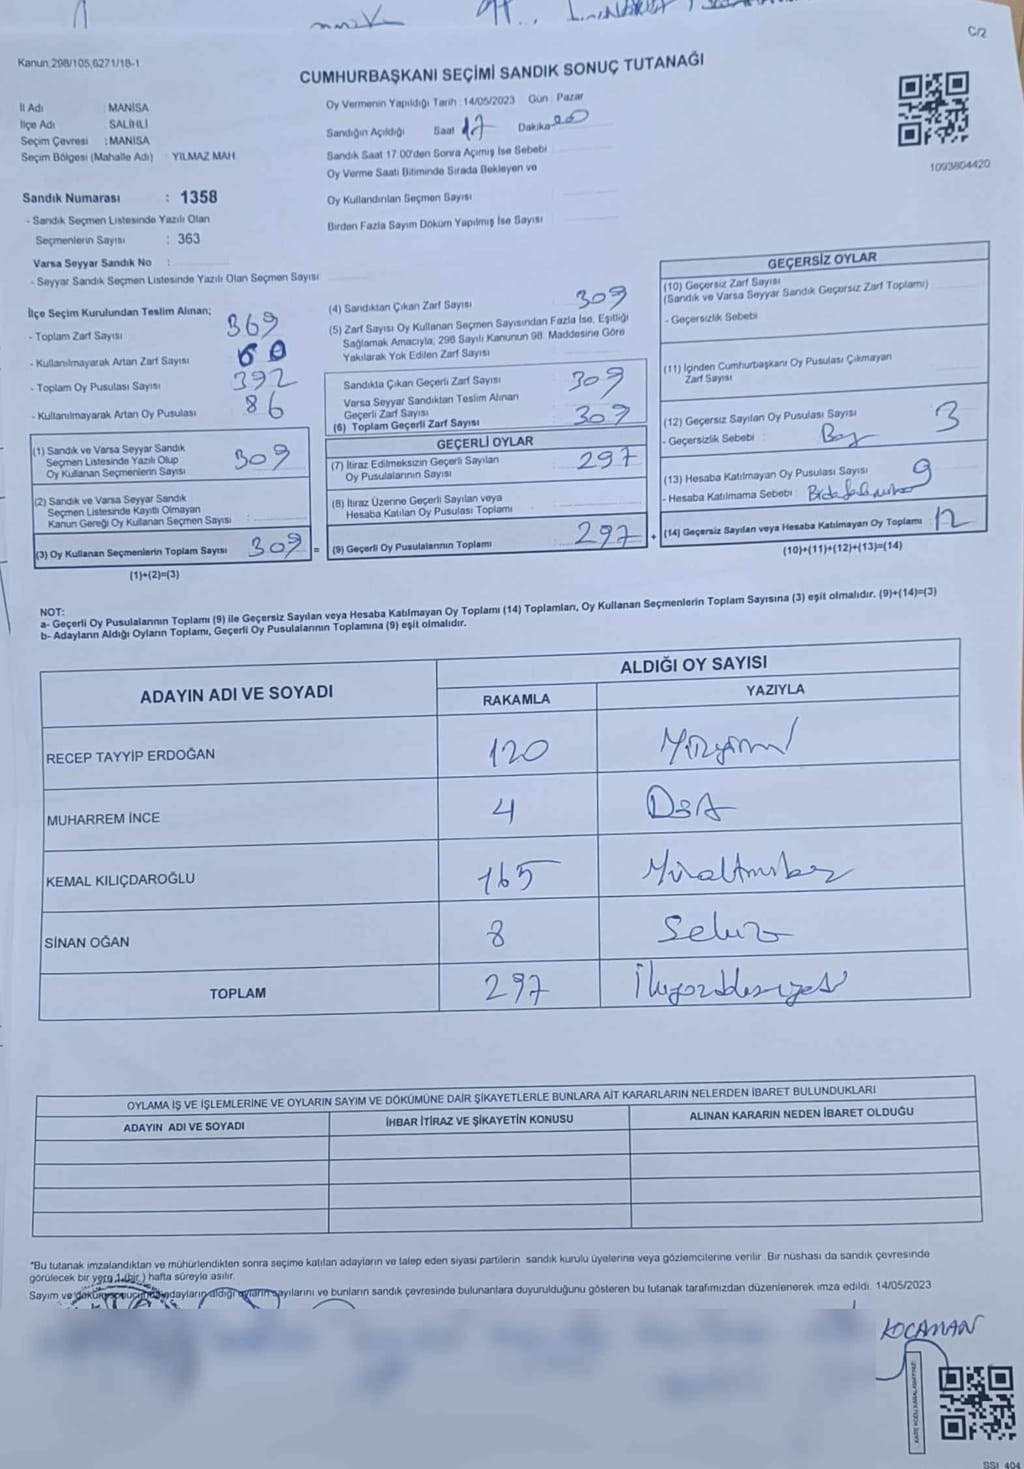 C/2
Kanun,298/105,6271/18-1
CUMHURBAŞKANI SEÇİMİ SANDIK SONUÇ TUTANAĞI
İl Adı : MANİSA
İlçe Adı : SALİHLİ
Seçim Çevresi : MANİSA
Seçim Bölgesi (Mahalle Adı) : YILMAZ MAH.
Oy Vermenin Yapıldığı Tarih : 14/05/2023 Gün : Pazar
Sandığın Açıldığı Saat 17 Dakika 00
Sandık Saat 17.00'den Sonra Açımış İse Sebebi
Oy Verme Saati Bitiminde Sırada Bekleyen ve
Oy Kullandırılan Seçmen Sayısı
Birden Fazla Sayım Döküm Yapılmış İse Sayısı
1093804420
Sandık Numarası : 1358
- Sandık Seçmen Listesinde Yazılı Olan
Seçmenlerin Sayısı : 363
Varsa Seyyar Sandık No :
- Seyyar Sandık Seçmen Listesinde Yazılı Olan Seçmen Sayısı
İlçe Seçim Kurulundan Teslim Alınan;
- Toplam Zarf Sayısı 369
- Kullanılmayarak Artan Zarf Sayısı 60
- Toplam Oy Pusulası Sayısı 392
- Kullanılmayarak Artan Oy Pusulası 86
(1) Sandık ve Varsa Seyyar Sandık
Seçmen Listesinde Yazılı Olup
Oy Kullanan Seçmenlerin Sayısı 309
(2) Sandık ve Varsa Seyyar Sandık
Seçmen Listesinde Kayıtlı Olmayan
Kanun Gereği Oy Kullanan Seçmen Sayısı
(3) Oy Kullanan Seçmenlerin Toplam Sayısı 309 =
(1)+(2)=(3)
(4) Sandıktan Çıkan Zarf Sayısı 309
(5) Zarf Sayısı Oy Kullanan Seçmen Sayısından Fazla İse, Eşitliği
Sağlamak Amacıyla, 298 Sayılı Kanunun 98. Maddesine Göre
Yakılarak Yok Edilen Zarf Sayısı
Sandıkta Çıkan Geçerli Zarf Sayısı 309
Varsa Seyyar Sandıktan Teslim Alınan
Geçerli Zarf Sayısı
(6) Toplam Geçerli Zarf Sayısı 309
GEÇERLİ OYLAR
(7) İtiraz Edilmeksizin Geçerli Sayılan
Oy Pusulalarının Sayısı 297
(8) İtiraz Üzerine Geçerli Sayılan veya
Hesaba Katılan Oy Pusulası Toplamı
(9) Geçerli Oy Pusulalarının Toplamı 297 +
GEÇERSİZ OYLAR
(10) Geçersiz Zarf Sayısı
(Sandık ve Varsa Seyyar Sandık Geçersiz Zarf Toplamı)
- Geçersizlik Sebebi
(11) İçinden Cumhurbaşkanı Oy Pusulası Çıkmayan
Zarf Sayısı
(12) Geçersiz Sayılan Oy Pusulası Sayısı 3
- Geçersizlik Sebebi :
(13) Hesaba Katılmayan Oy Pusulası Sayısı 9
- Hesaba Katılmama Sebebi :
(14) Geçersiz Sayılan veya Hesaba Katılmayan Oy Toplamı 12
(10)+(11)+(12)+(13)=(14)
NOT:
a- Geçerli Oy Pusulalarının Toplamı (9) ile Geçersiz Sayılan veya Hesaba Katılmayan Oy Toplamı (14) Toplamları, Oy Kullanan Seçmenlerin Toplam Sayısına (3) eşit olmalıdır. (9)+(14)=(3)
b- Adayların Aldığı Oyların Toplamı, Geçerli Oy Pusulalarının Toplamına (9) eşit olmalıdır.
ADAYIN ADI VE SOYADI
ALDIĞI OY SAYISI
RAKAMLA YAZIYLA
RECEP TAYYİP ERDOĞAN 120 Yüzyirmi
MUHARREM İNCE 4 Dört
KEMAL KILIÇDAROĞLU 165 Yüzaltmışbeş
SİNAN OĞAN 8 Sekiz
TOPLAM 297 İkiyüzdoksanyedi
OYLAMA İŞ VE İŞLEMLERİNE VE OYLARIN SAYIM VE DÖKÜMÜNE DAİR ŞİKAYETLERLE BUNLARA AİT KARARLARIN NELERDEN İBARET BULUNDUKLARI
ADAYIN ADI VE SOYADI İHBAR İTİRAZ VE ŞİKAYETİN KONUSU ALINAN KARARIN NEDEN İBARET OLDUĞU
*Bu tutanak imzalandıktan ve mühürlendikten sonra seçime katılan adayların ve talep eden siyasi partilerin sandık kurulu üyelerine veya gözlemcilerine verilir. Bir nüshası da sandık çevresinde
görülecek bir yere 1 (bir) hafta süreyle asılır.
Sayım ve döküm sonucunda adayların aldığı oyların sayılarını ve bunların sandık çevresinde bulunanlara duyurulduğunu gösteren bu tutanak tarafımızdan düzenlenerek imza edildi. 14/05/2023
KOCAMAN
KARE KODU KARALAMAYINIZ!
SSI_404